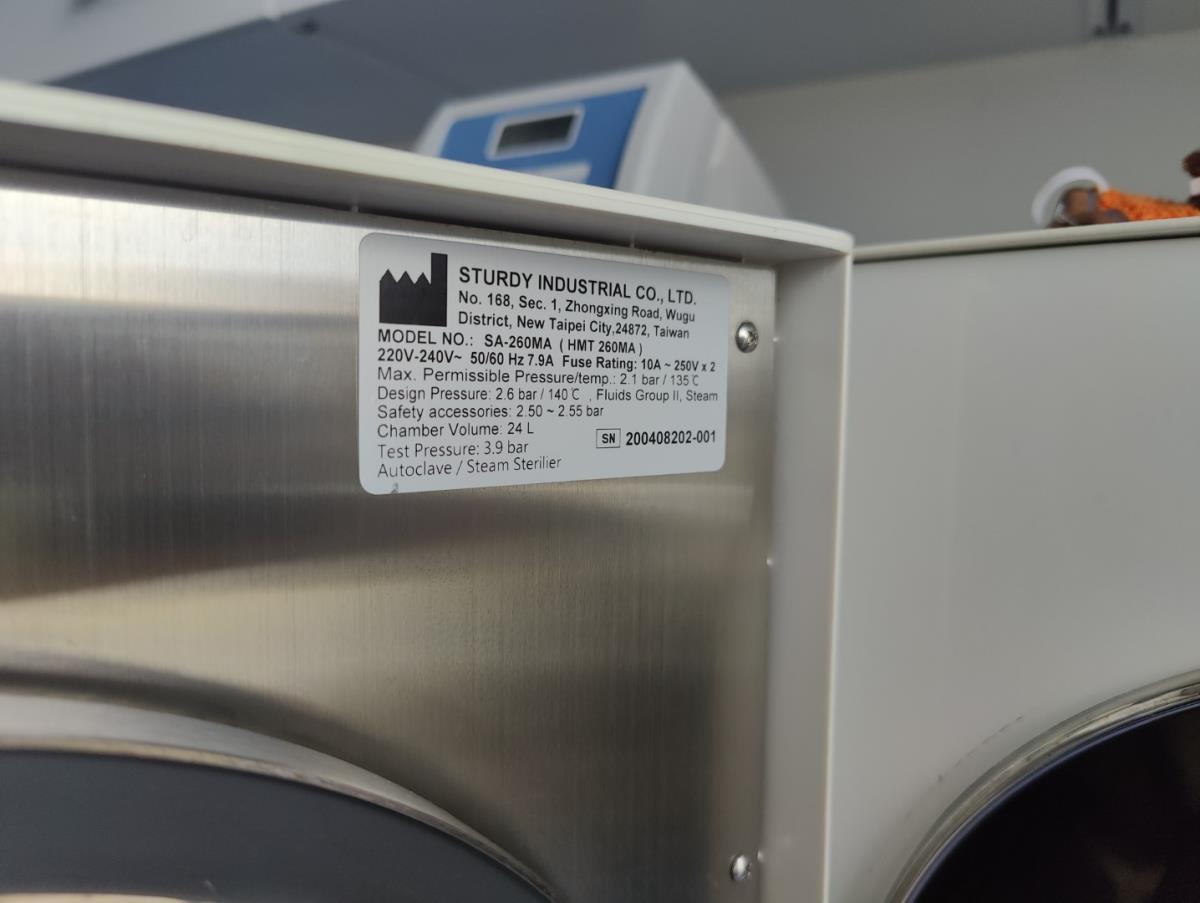 STURDY INDUSTRIAL CO., LTD.
No. 168, Sec. 1, Zhongxing Road, Wugu
District, New Taipei City,24872, Taiwan
MODEL NO.: SA-260MA ( HMT 260MA )
220V-240V~ 50/60 Hz 7.9A Fuse Rating: 10A ~ 250V x 2
Max. Permissible Pressure/temp.: 2.1 bar / 135℃
Design Pressure: 2.6 bar / 140℃ , Fluids Group II, Steam
Safety accessories: 2.50 ~ 2.55 bar
Chamber Volume: 24 L
SN 200408202-001
Test Pressure: 3.9 bar
Autoclave / Steam Sterilier